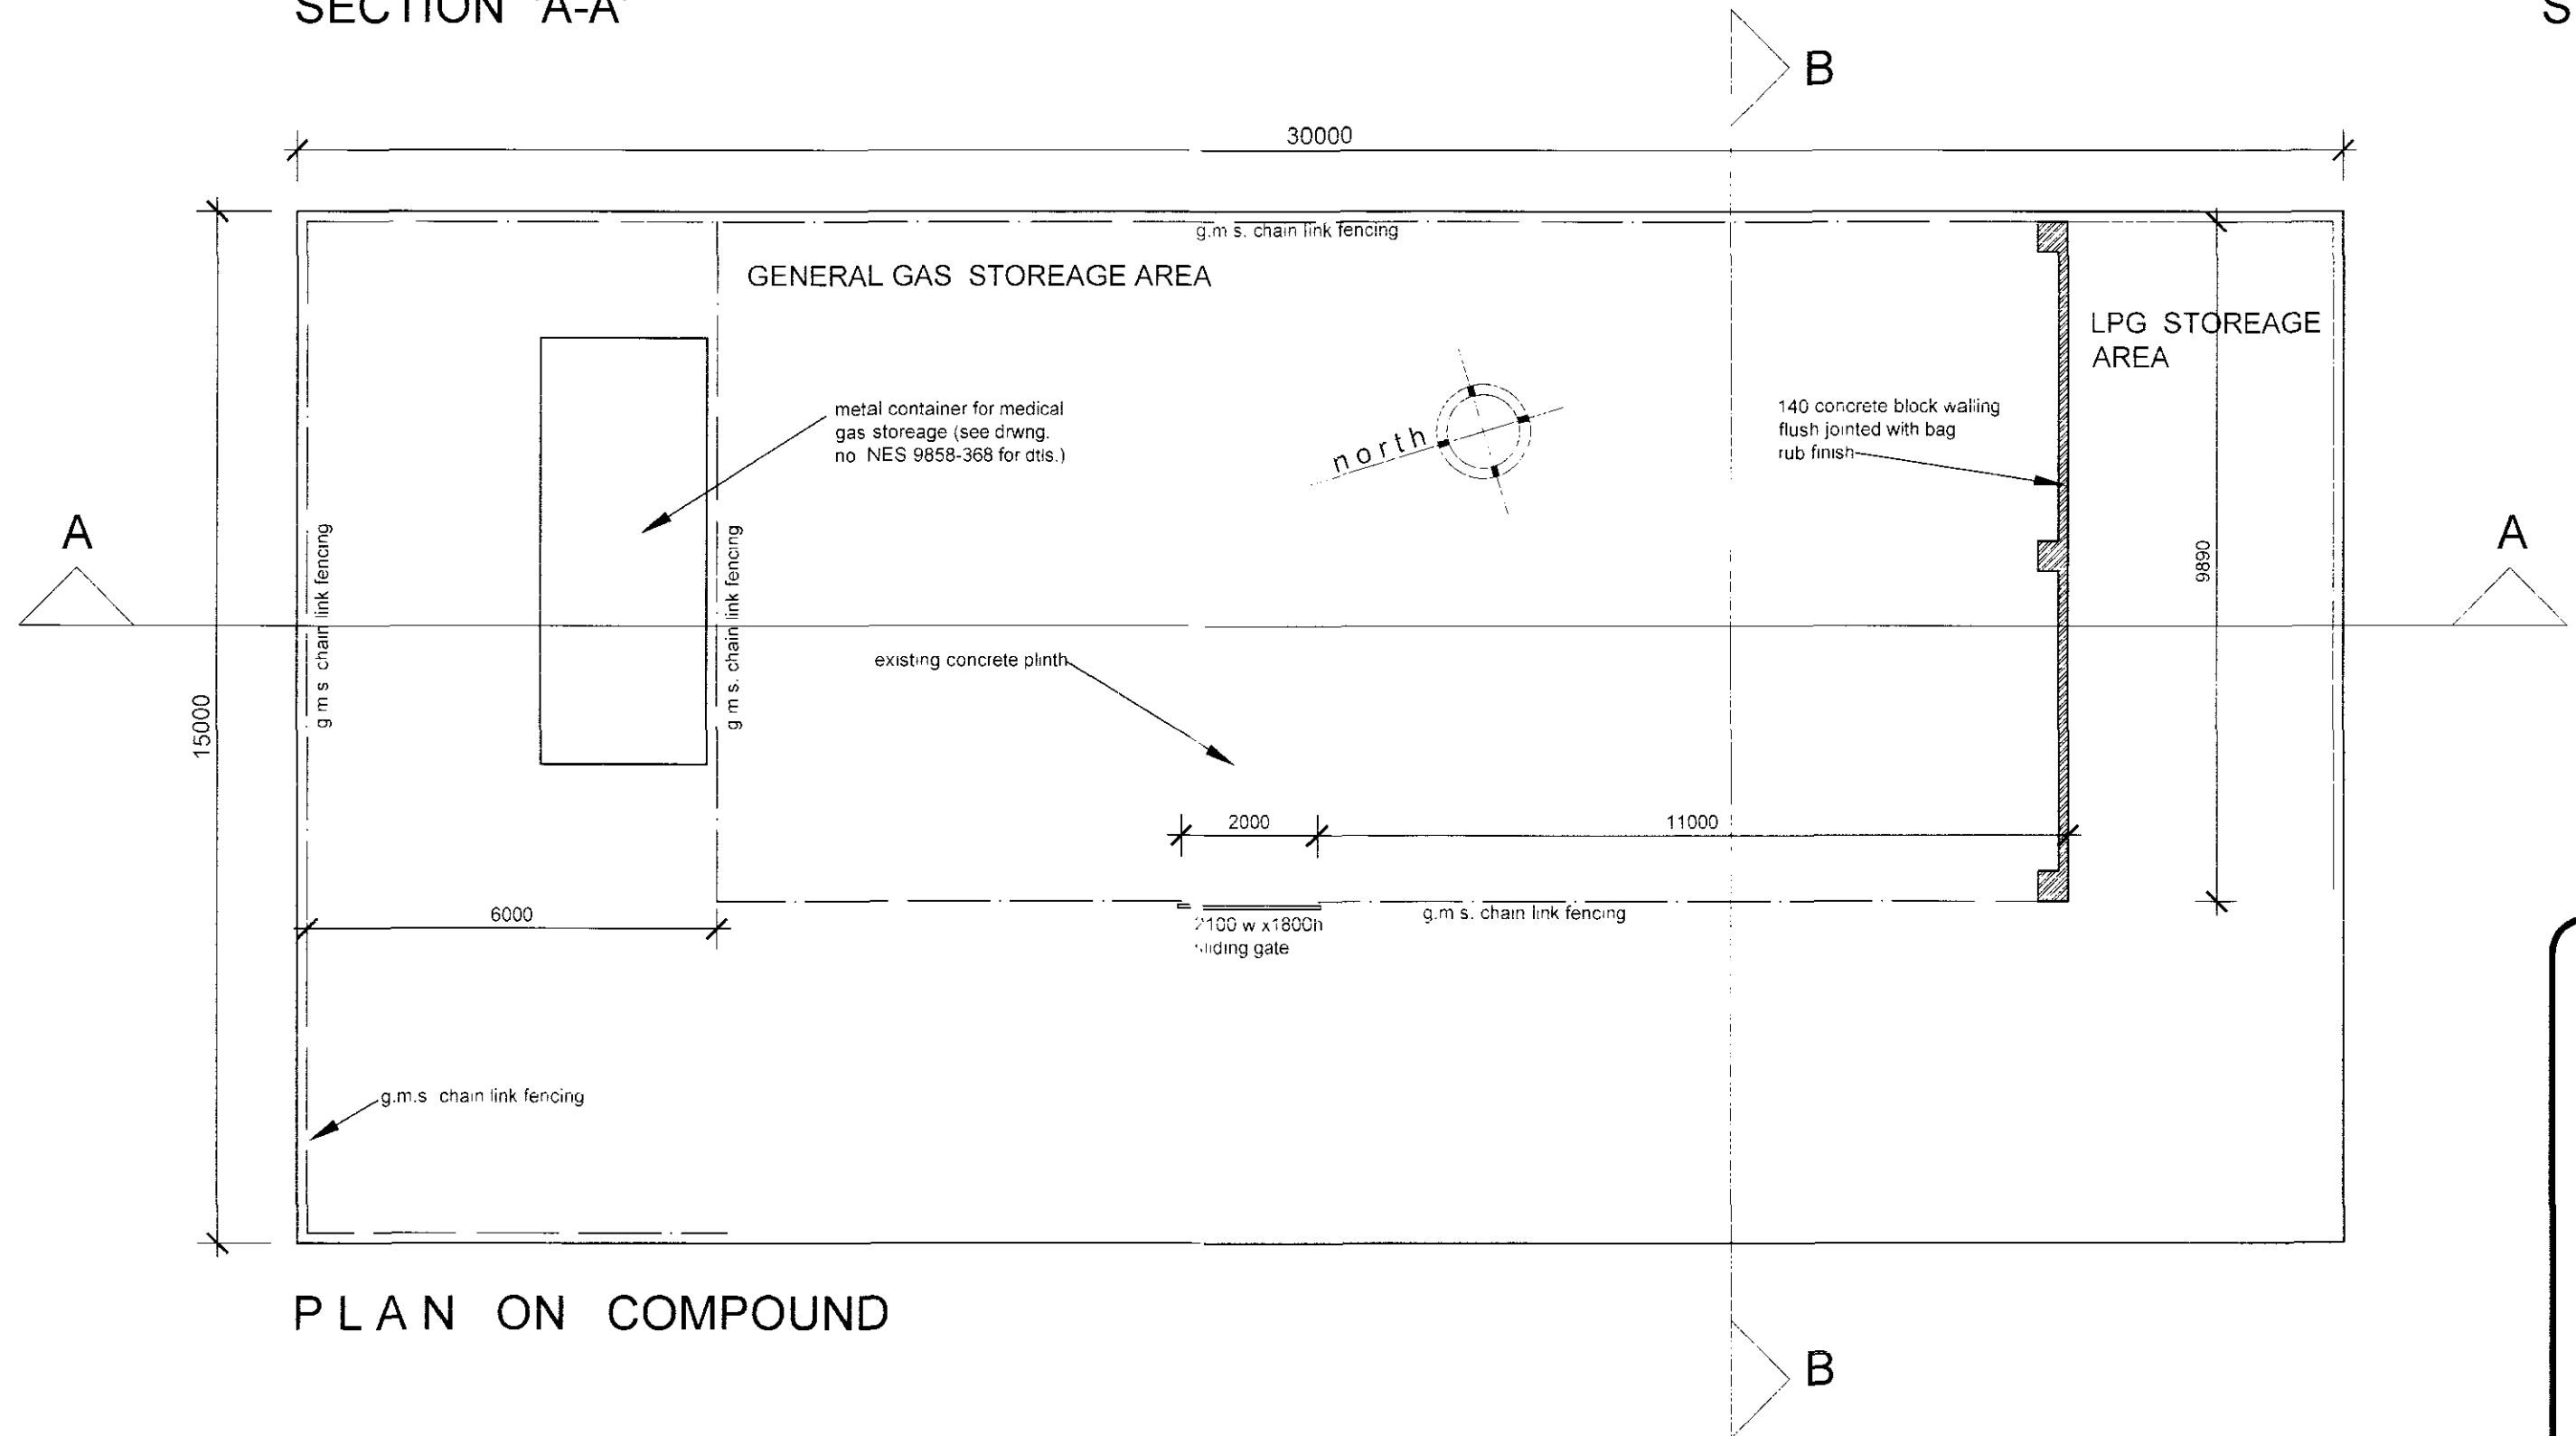 SECTION 'A-A'
S
B
30000
g.m s. chain link fencing
GENERAL GAS STOREAGE AREA
LPG STOREAGE
AREA
metal container for medical
gas storeage (see drwng.
no NES 9858-368 for dtls.)
north
140 concrete block walling
flush jointed with bag
rub finish
A
A
g m s chain link fencing
g m s. chain link fencing
9890
existing concrete plinth
15000
2000
11000
6000
g.m s. chain link fencing
2100 w x1800h
sliding gate
g.m.s chain link fencing
PLAN ON COMPOUND
B